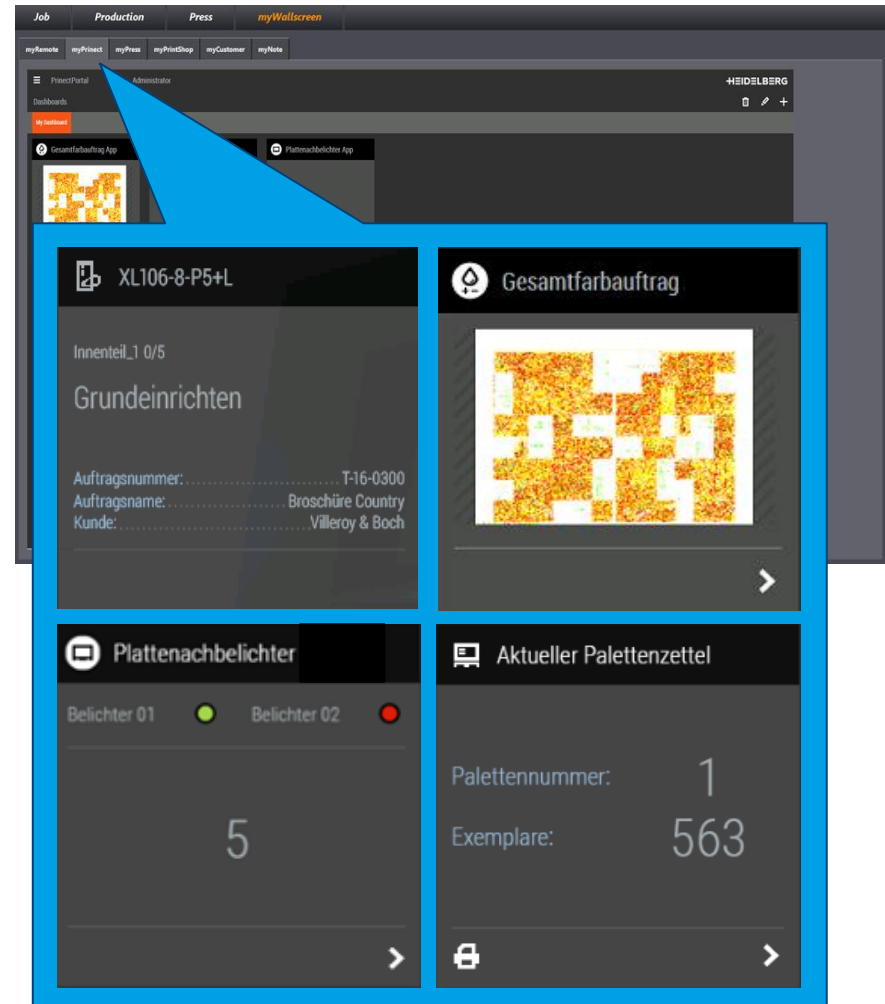 Job Production Press myWallscreen
myRemote myPrinect myPress myPrintShop myCustomer myNote
PrinectPortal Administrator HEIDELBERG
Dashboards
My Dashboard
Gesamtfarbauftrag App Plattenachbelichter App
XL106-8-P5+L
Innenteil_1 0/5
Grundeinrichten
Auftragsnummer: T-16-0300
Auftragsname: Broschüre Country
Kunde: Villeroy & Boch
Gesamtfarbauftrag
Plattenachbelichter
Belichter 01 Belichter 02
5
Aktueller Palettenzettel
Palettennummer: 1
Exemplare: 563